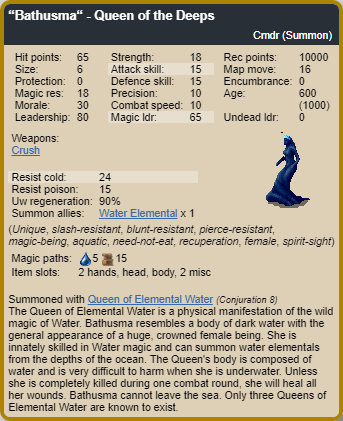 "Bathusma" - Queen of the Deeps
Cmdr (Summon)
Hit points: 65 Strength: 18 Rec points: 10000
Size: 6 Attack skill: 15 Map move: 16
Protection: 0 Defence skill: 15 Encumbrance: 0
Magic res: 18 Precision: 10 Age: 600
Morale: 30 Combat speed: 10 (1000)
Leadership: 80 Magic ldr: 65 Undead ldr: 0
Weapons:
Crush
Resist cold: 24
Resist poison: 15
Uw regeneration: 90%
Summon allies: Water Elemental x 1
(Unique, slash-resistant, blunt-resistant, pierce-resistant,
magic-being, aquatic, need-not-eat, recuperation, female, spirit-sight)
Magic paths: 5 15
Item slots: 2 hands, head, body, 2 misc
Summoned with Queen of Elemental Water (Conjuration 8)
The Queen of Elemental Water is a physical manifestation of the wild
magic of Water. Bathusma resembles a body of dark water with the
general appearance of a huge, crowned female being. She is
innately skilled in Water magic and can summon water elementals
from the depths of the ocean. The Queen's body is composed of
water and is very difficult to harm when she is underwater. Unless
she is completely killed during one combat round, she will heal all
her wounds. Bathusma cannot leave the sea. Only three Queens of
Elemental Water are known to exist.